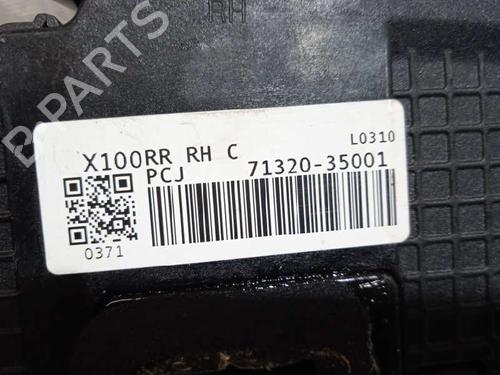 RH
B PARTS
L0310
X100RR RH C
PCJ 71320-35001
0371